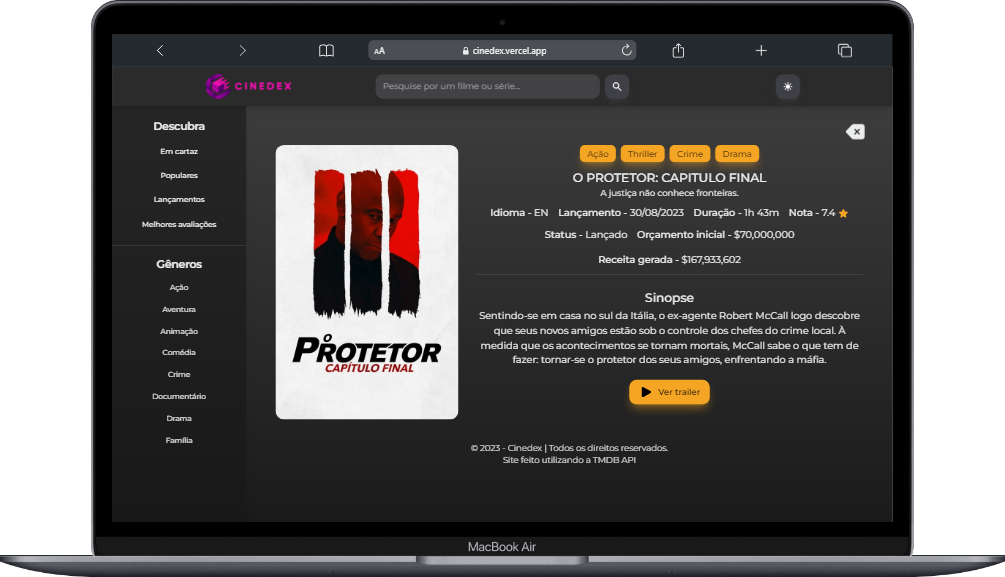 AA cinedex.vercel.app
CINEDEX
Pesquise por um filme ou série...
Descubra
Em cartaz
Populares
Lançamentos
Melhores avaliações
Gêneros
Ação
Aventura
Animação
Comédia
Crime
Documentário
Drama
Família
O
PROTETOR
CAPÍTULO FINAL
Ação Thriller Crime Drama
O PROTETOR: CAPITULO FINAL
A justiça não conhece fronteiras.
Idioma - EN Lançamento - 30/08/2023 Duração - 1h 43m Nota - 7.4
Status - Lançado Orçamento inicial - $70,000,000
Receita gerada - $167,933,602
Sinopse
Sentindo-se em casa no sul da Itália, o ex-agente Robert McCall logo descobre
que seus novos amigos estão sob o controle dos chefes do crime local. À
medida que os acontecimentos se tornam mortais, McCall sabe o que tem de
fazer: tornar-se o protetor dos seus amigos, enfrentando a máfia.
Ver trailer
© 2023 - Cinedex | Todos os direitos reservados.
Site feito utilizando a TMDB API
MacBook Air